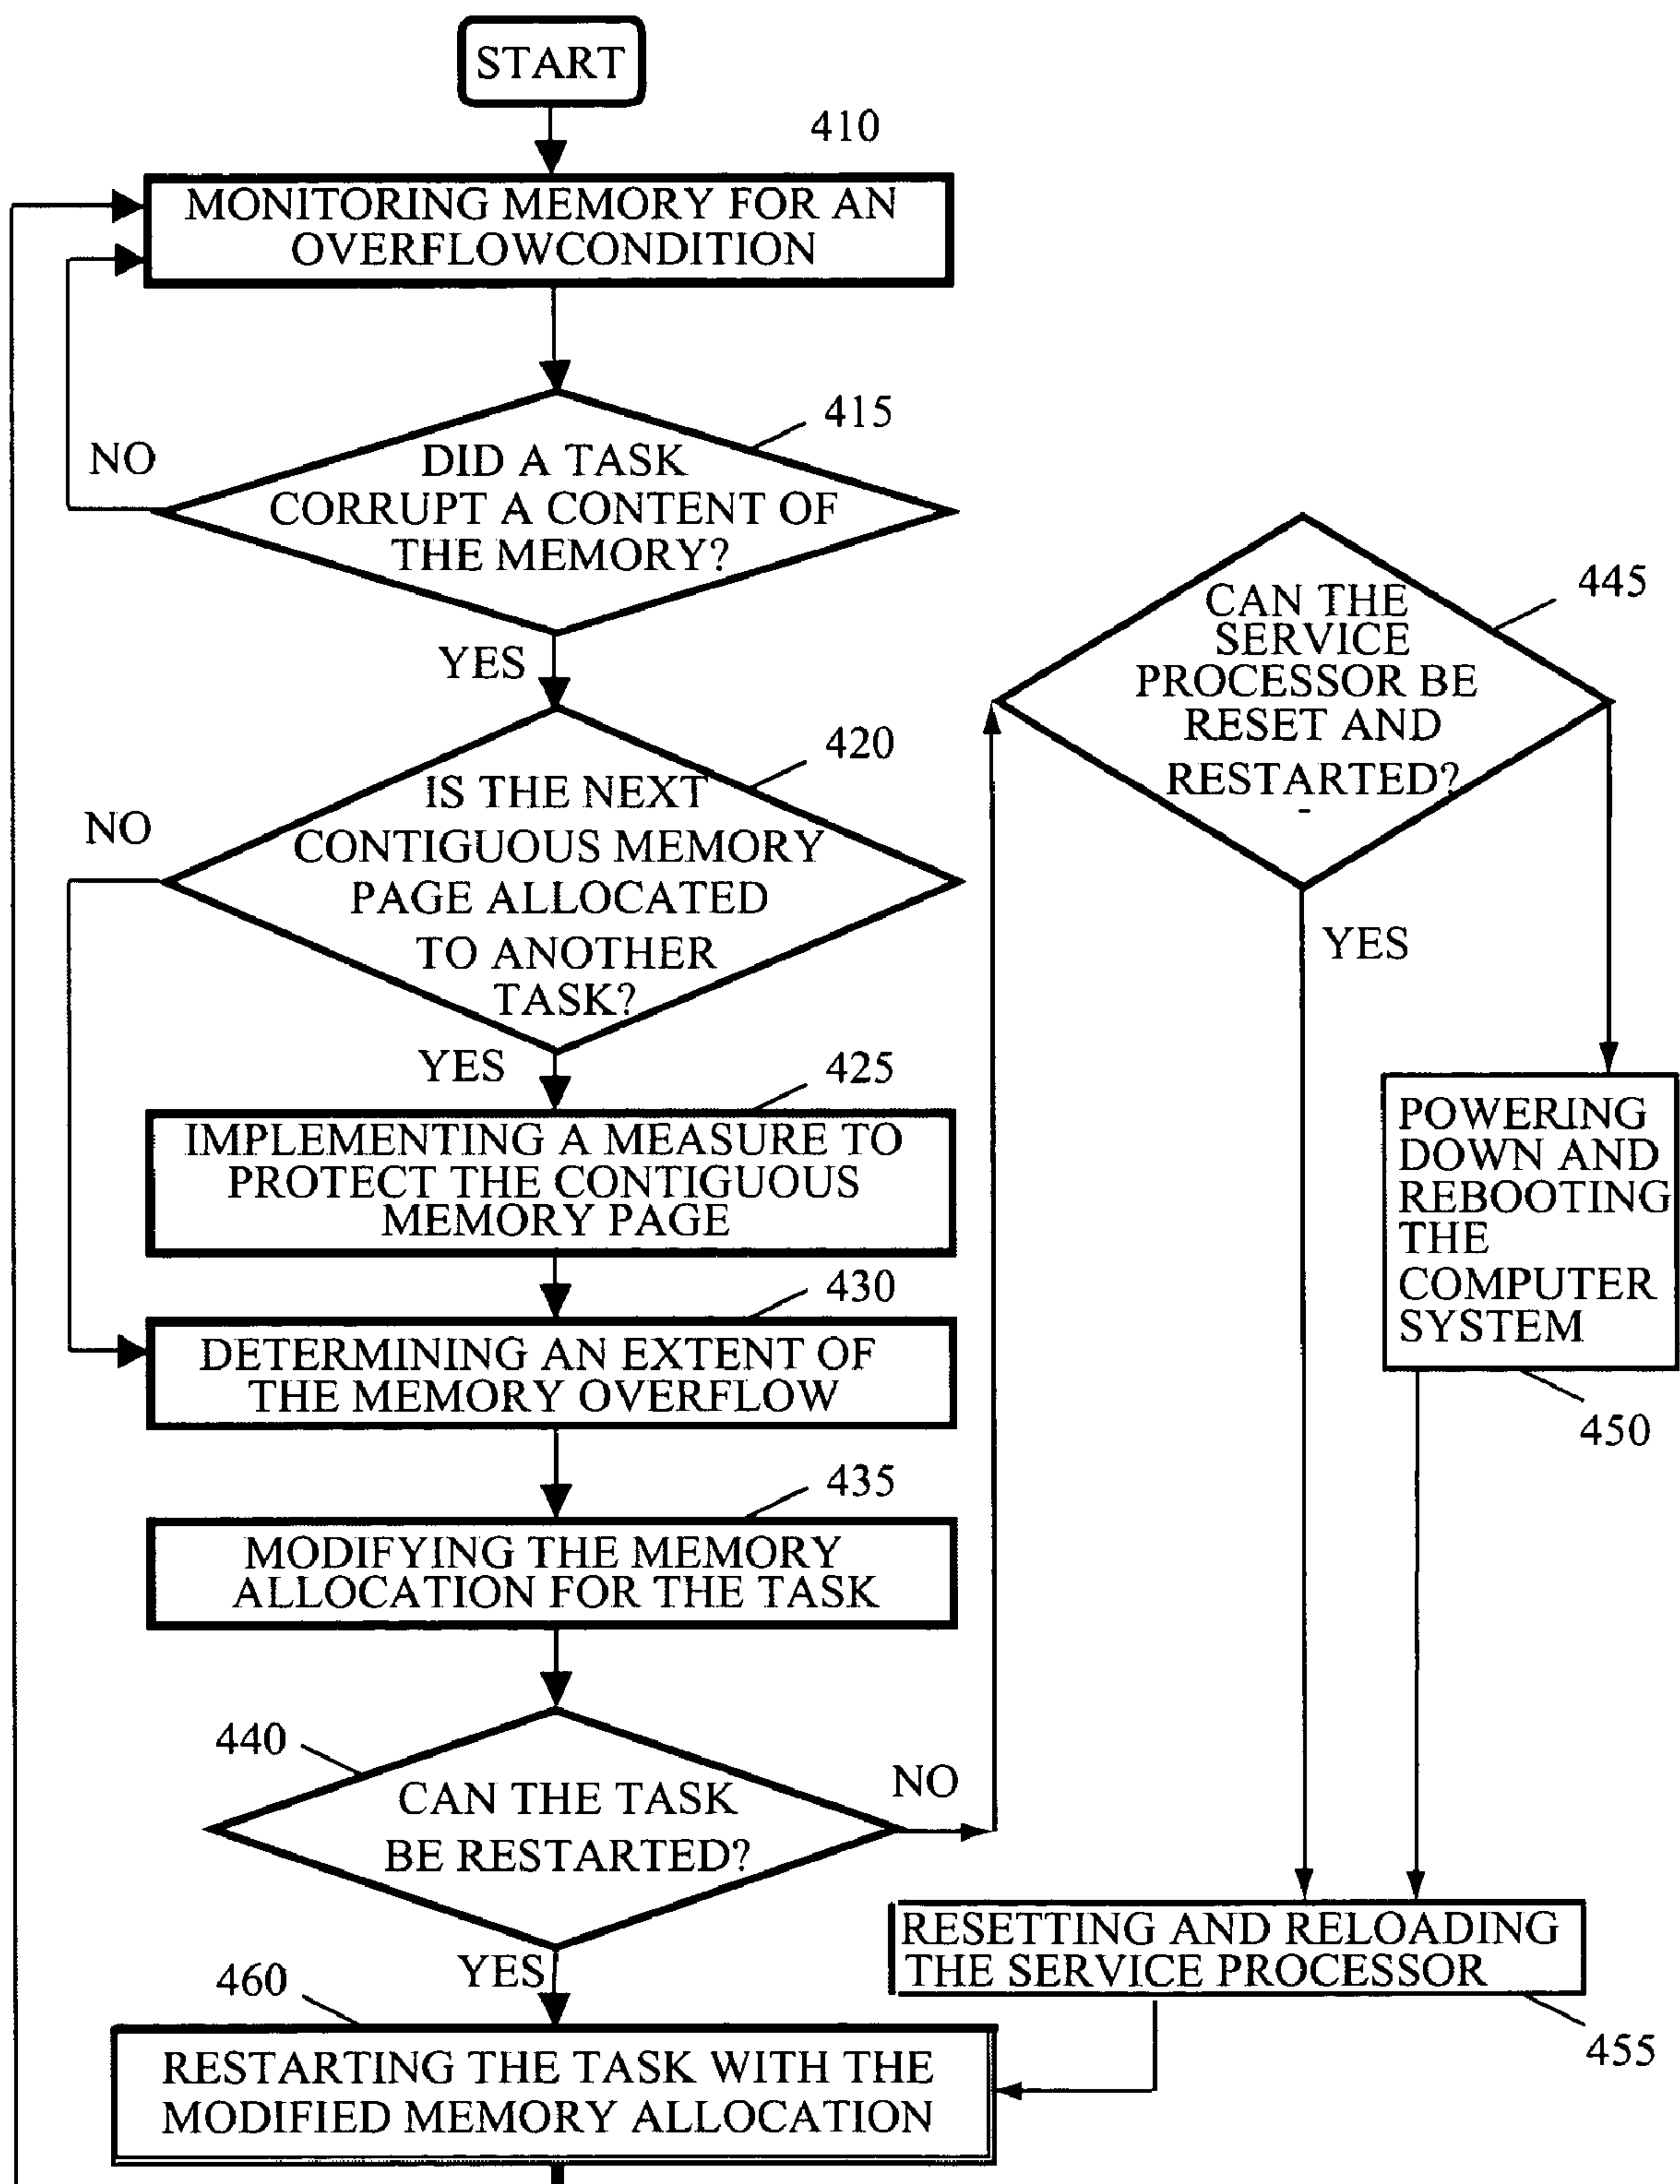 START
410
MONITORING MEMORY FOR AN
OVERFLOWCONDITION
415
NO
DID A TASK
CORRUPT A CONTENT OF
THE MEMORY?
YES
420
NO
IS THE NEXT
CONTIGUOUS MEMORY
PAGE ALLOCATED
TO ANOTHER
TASK?
YES
425
IMPLEMENTING A MEASURE TO
PROTECT THE CONTIGUOUS
MEMORY PAGE
430
DETERMINING AN EXTENT OF
THE MEMORY OVERFLOW
435
MODIFYING THE MEMORY
ALLOCATION FOR THE TASK
440
CAN THE TASK
BE RESTARTED?
NO
YES
445
CAN THE
SERVICE
PROCESSOR BE
RESET AND
RESTARTED?
YES
POWERING
DOWN AND
REBOOTING
THE
COMPUTER
SYSTEM
450
RESETTING AND RELOADING
THE SERVICE PROCESSOR
455
460
RESTARTING THE TASK WITH THE
MODIFIED MEMORY ALLOCATION